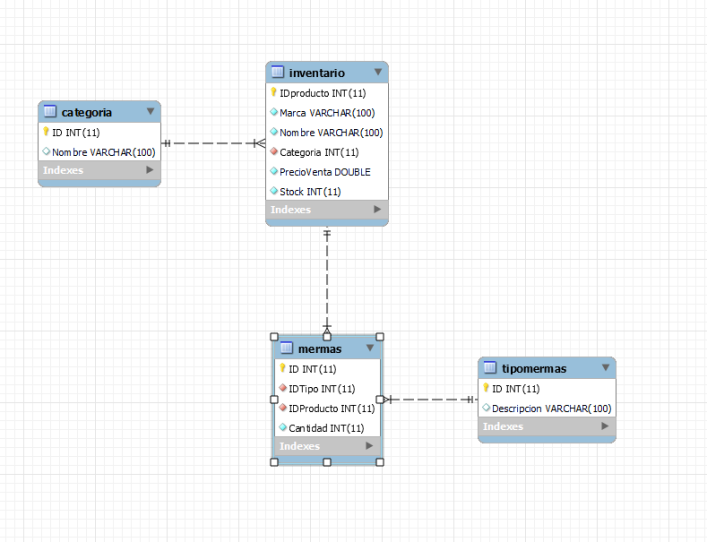 categoria
ID INT(11)
Nombre VARCHAR(100)
Indexes
inventario
IDproducto INT(11)
Marca VARCHAR(100)
Nombre VARCHAR(100)
Categoria INT(11)
PrecioVenta DOUBLE
Stock INT(11)
Indexes
mermas
ID INT(11)
IDTipo INT(11)
IDProducto INT(11)
Cantidad INT(11)
Indexes
tipomermas
ID INT(11)
Descripcion VARCHAR(100)
Indexes